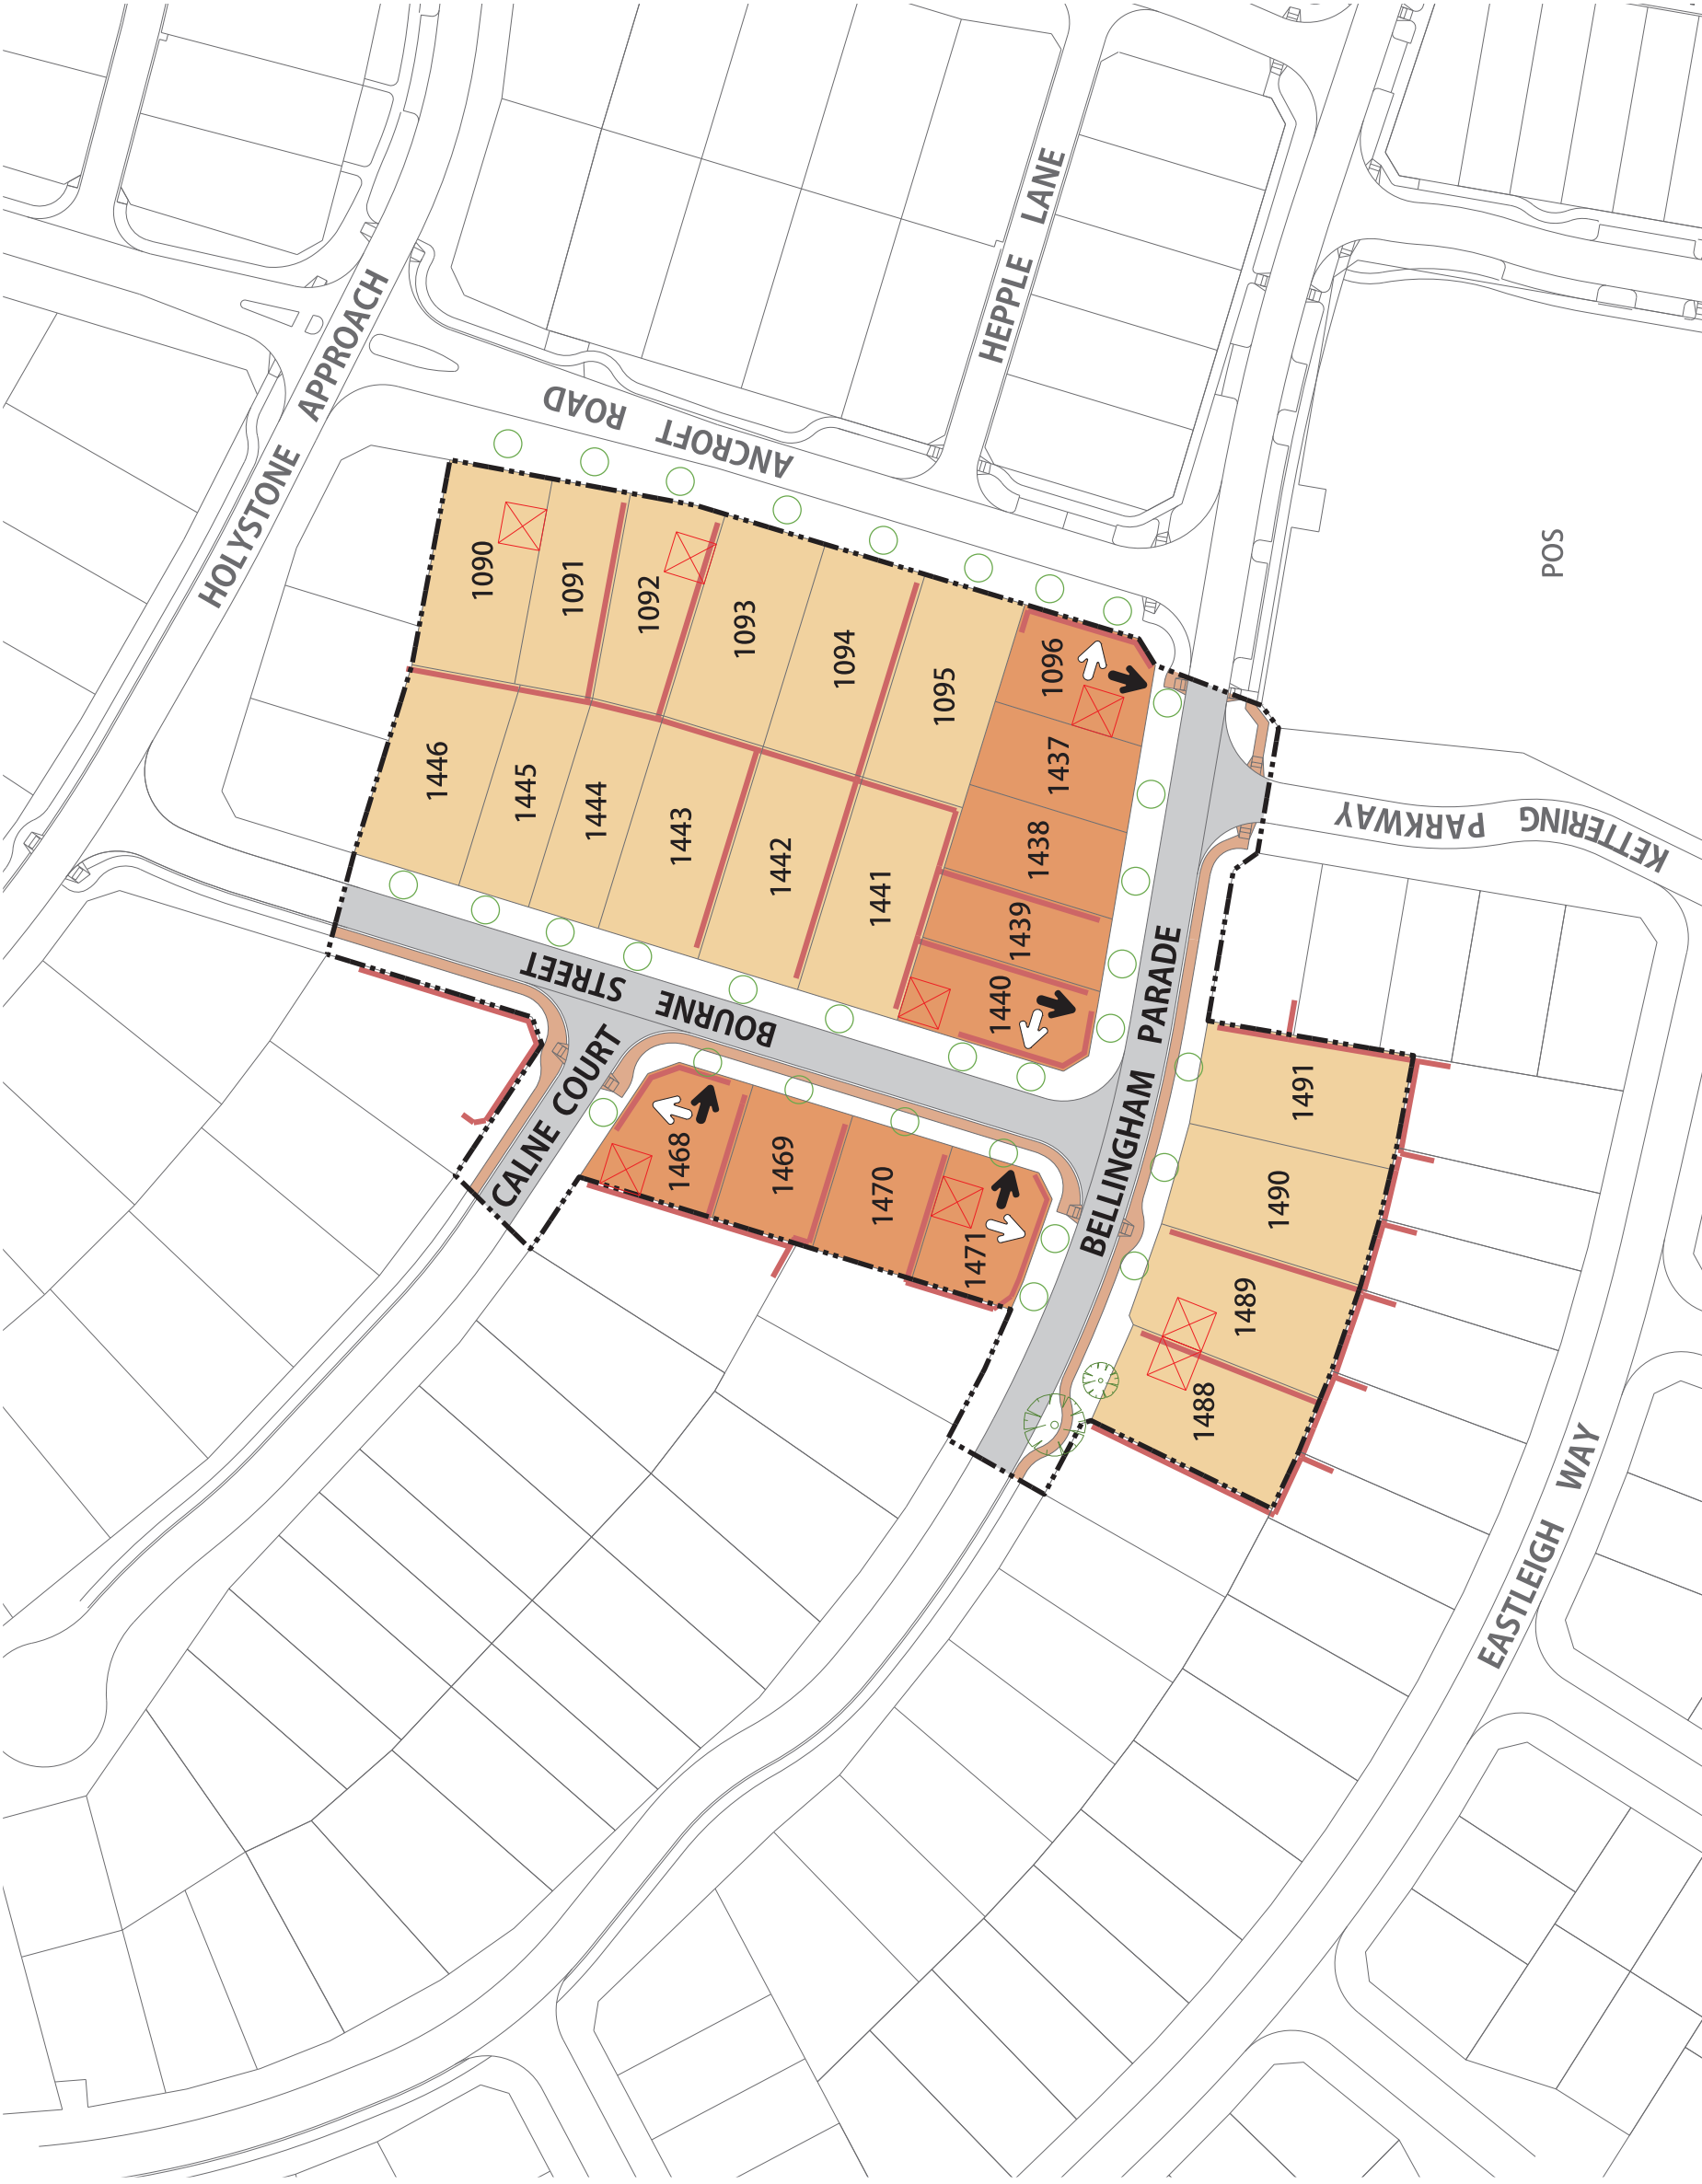 HEPPLE LANE
HOLYSTONE APPROACH
ANCROFT ROAD
POS
1090
1091
1092
1093
1094
1095
1096
1446
1445
1444
1443
1442
1441
1437
1438
1439
1440
KETTERING PARKWAY
BOURNE STREET
BELLINGHAM PARADE
CALNE COURT
1468
1469
1470
1471
1491
1490
1489
1488
EASTLEIGH WAY